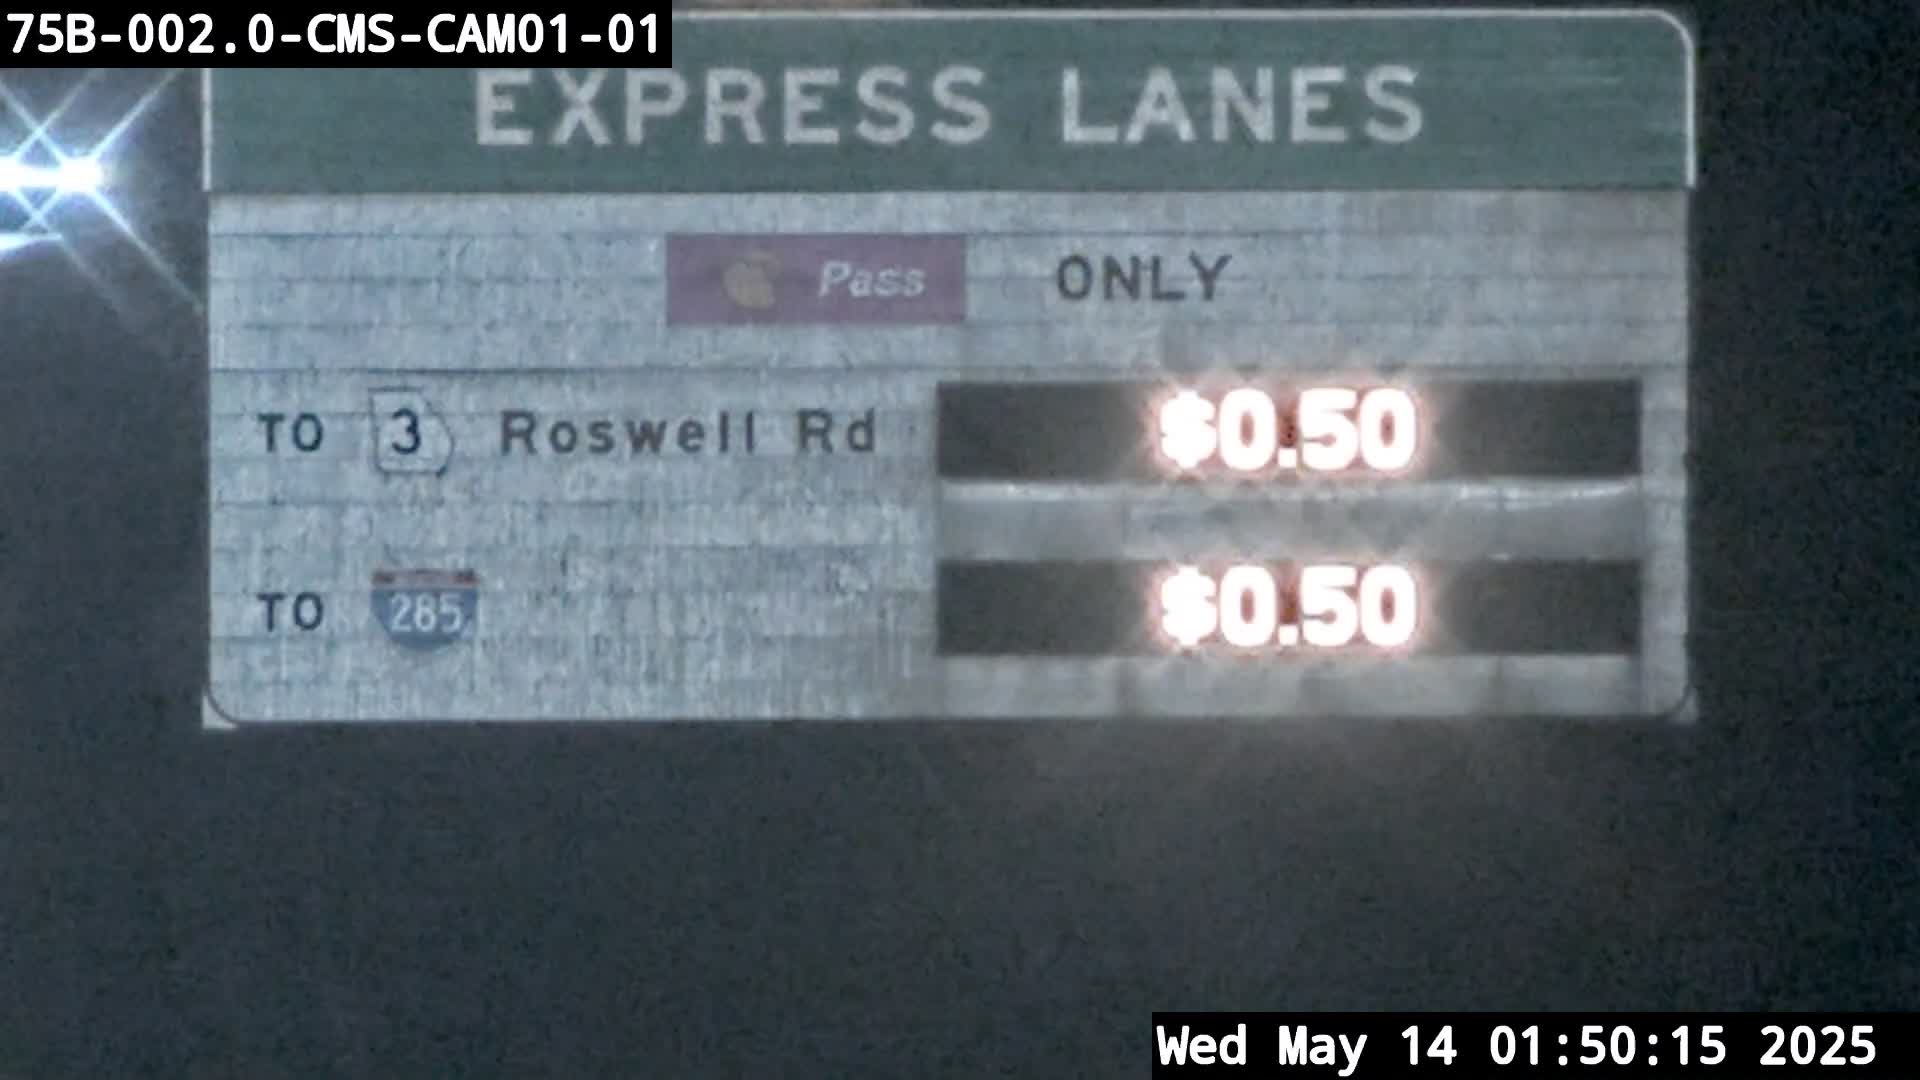 75B-002.0-CMS-CAM01-01
EXPRESS LANES
Pass ONLY
TO 3 Roswell Rd $0.50
TO 285 $0.50
Wed May 14 01:50:15 2025